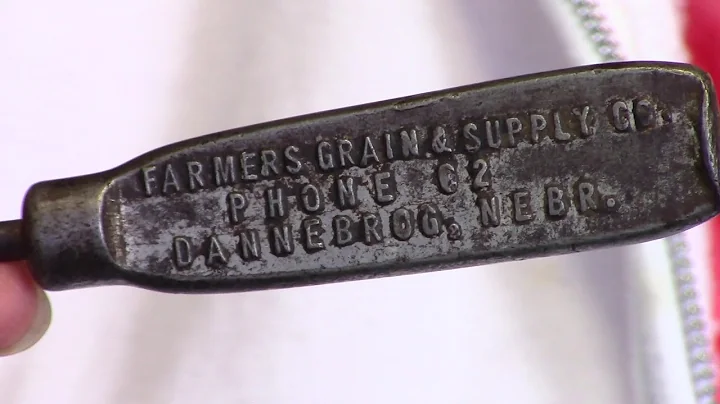 FARMERS GRAIN & SUPPLY CO.
PHONE 62
DANNEBROG, NEBR.